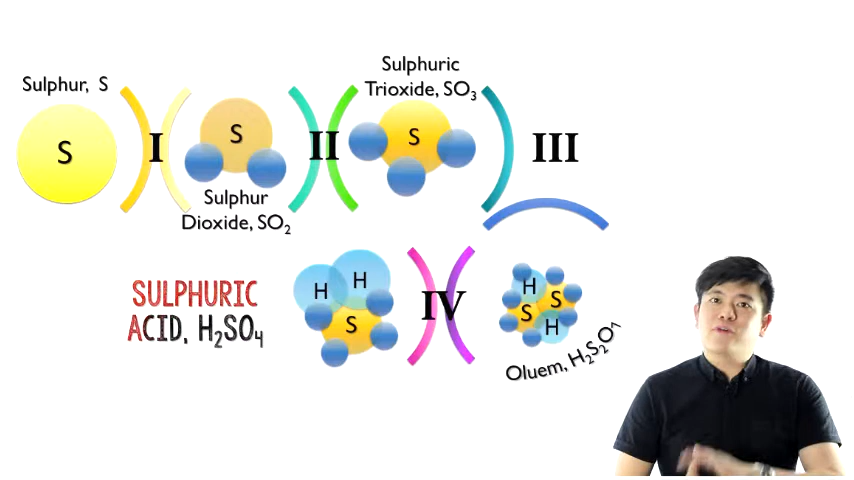 Sulphur, S
S
I
S
Sulphur
Dioxide, SO₂
II
Sulphuric
Trioxide, SO₃
S
III
SULPHURIC
ACID, H₂SO₄
H
H
S
IV
H
S
S
H
Oluem, H₂S₂O₇